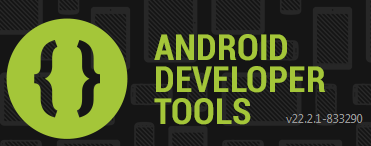 { }
ANDROID
DEVELOPER
TOOLS
v22.2.1-833290